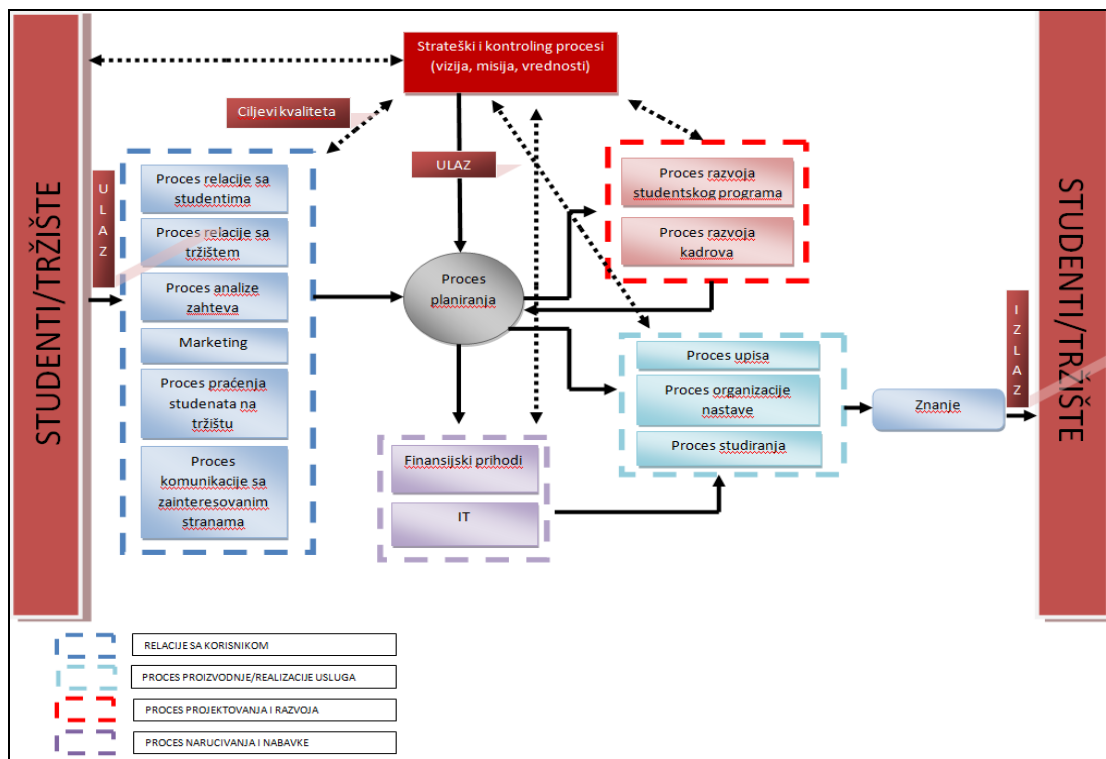 STUDENTI/TRŽIŠTE
Strateški i kontroling procesi
(vizija, misija, vrednosti)
Ciljevi kvaliteta
ULAZ
U
L
A
Z
Proces relacije sa
studentima
Proces relacije sa
tržištem
Proces analize
zahteva
Marketing
Proces praćenja
studenata na
tržištu
Proces
komunikacije sa
zainteresovanim
stranama
Proces
planiranja
Proces razvoja
studentskog programa
Proces razvoja
kadrova
Proces upisa
Proces organizacije
nastave
Proces studiranja
Finansijski prihodi
IT
Znanje
I
Z
L
A
Z
STUDENTI/TRŽIŠTE
RELACIJE SA KORISNIKOM
PROCES PROIZVODNJE/REALIZACIJE USLUGA
PROCES PROJEKTOVANJA I RAZVOJA
PROCES NARUCIVANJA I NABAVKE